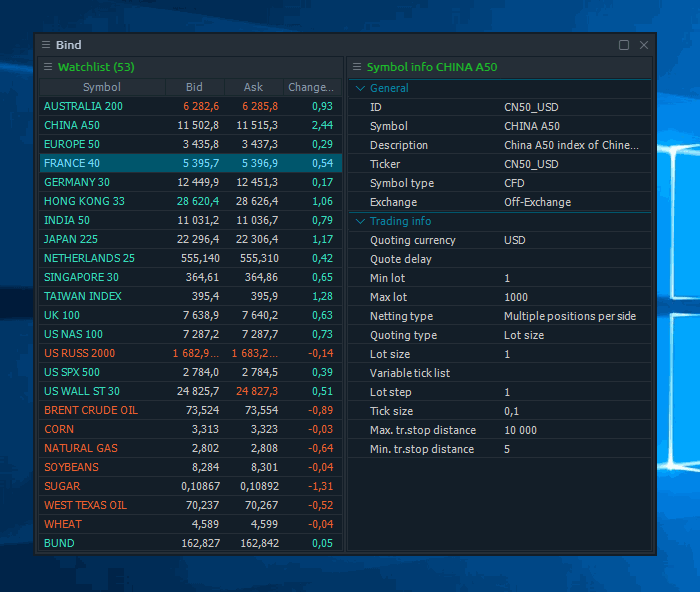 Bind
Watchlist (53)
Symbol Bid Ask Change...
AUSTRALIA 200 6 282,6 6 285,8 0,93
CHINA A50 11 502,8 11 515,3 2,44
EUROPE 50 3 435,8 3 437,3 0,29
FRANCE 40 5 395,7 5 396,9 0,54
GERMANY 30 12 449,9 12 451,3 0,17
HONG KONG 33 28 620,4 28 626,4 1,06
INDIA 50 11 031,2 11 036,7 0,79
JAPAN 225 22 296,4 22 306,4 1,17
NETHERLANDS 25 555,140 555,310 0,42
SINGAPORE 30 364,61 364,86 0,65
TAIWAN INDEX 395,4 395,9 1,28
UK 100 7 638,9 7 640,2 0,63
US NAS 100 7 287,2 7 287,7 0,73
US RUSS 2000 1 682,9... 1 683,2... -0,14
US SPX 500 2 784,0 2 784,5 0,39
US WALL ST 30 24 825,7 24 827,3 0,51
BRENT CRUDE OIL 73,524 73,554 -0,89
CORN 3,313 3,323 -0,03
NATURAL GAS 2,802 2,808 -0,64
SOYBEANS 8,284 8,301 -0,04
SUGAR 0,10867 0,10892 -1,31
WEST TEXAS OIL 70,237 70,267 -0,52
WHEAT 4,589 4,599 -0,04
BUND 162,827 162,842 0,05
Symbol info CHINA A50
General
ID CN50_USD
Symbol CHINA A50
Description China A50 index of Chine...
Ticker CN50_USD
Symbol type CFD
Exchange Off-Exchange
Trading info
Quoting currency USD
Quote delay
Min lot 1
Max lot 1000
Netting type Multiple positions per side
Quoting type Lot size
Lot size 1
Variable tick list
Lot step 1
Tick size 0,1
Max. tr.stop distance 10 000
Min. tr.stop distance 5